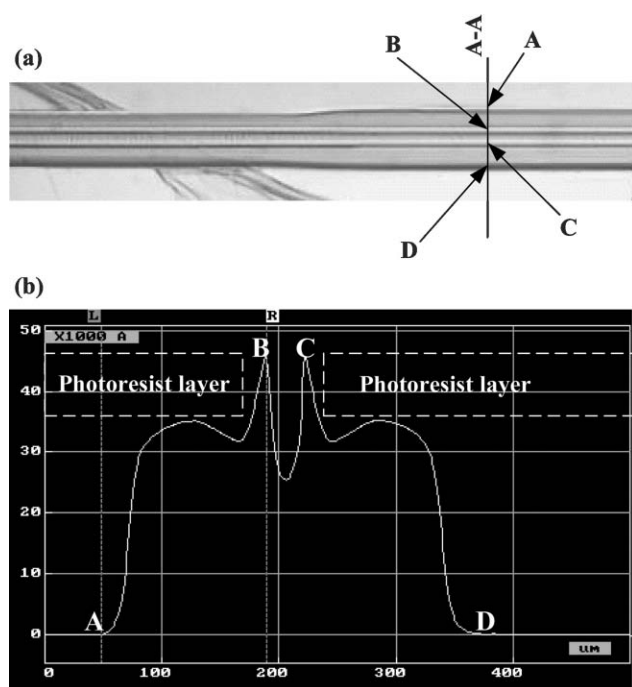 (a)
B
A-A
A
D
C
(b)
L
R
50
X1000 A
B
C
Photoresist layer
Photoresist layer
40
30
20
10
A
D
0
um
0
100
200
300
400